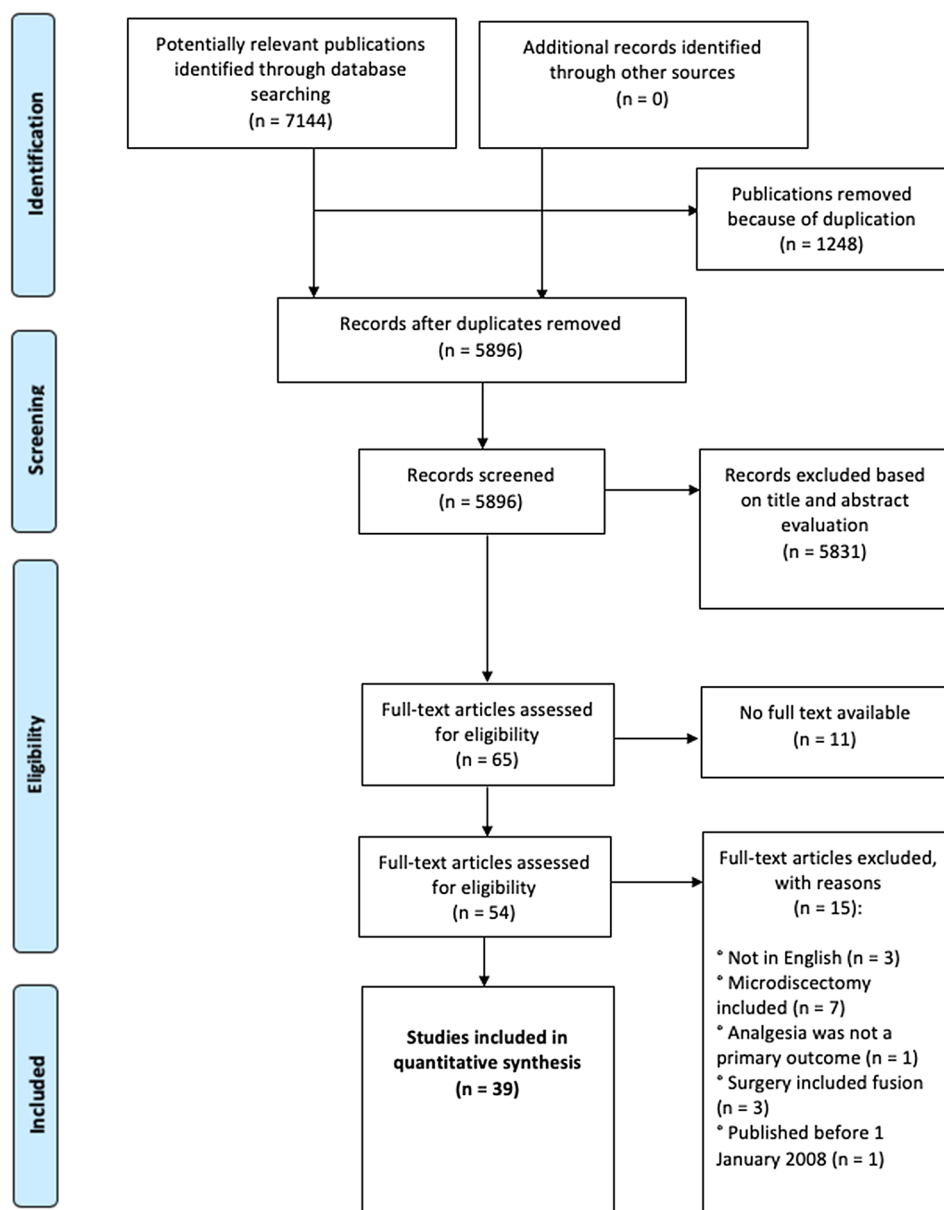 Identification
Potentially relevant publications
identified through database
searching
(n = 7144)
Additional records identified
through other sources
(n = 0)
Publications removed
because of duplication
(n = 1248)
Records after duplicates removed
(n = 5896)
Screening
Records screened
(n = 5896)
Records excluded based
on title and abstract
evaluation
(n = 5831)
Eligibility
Full-text articles assessed
for eligibility
(n = 65)
No full text available
(n = 11)
Full-text articles assessed
for eligibility
(n = 54)
Full-text articles excluded,
with reasons
(n = 15):
° Not in English (n = 3)
° Microdiscectomy
included (n = 7)
° Analgesia was not a
primary outcome (n = 1)
° Surgery included fusion
(n = 3)
° Published before 1
January 2008 (n = 1)
Included
Studies included in
quantitative synthesis
(n = 39)